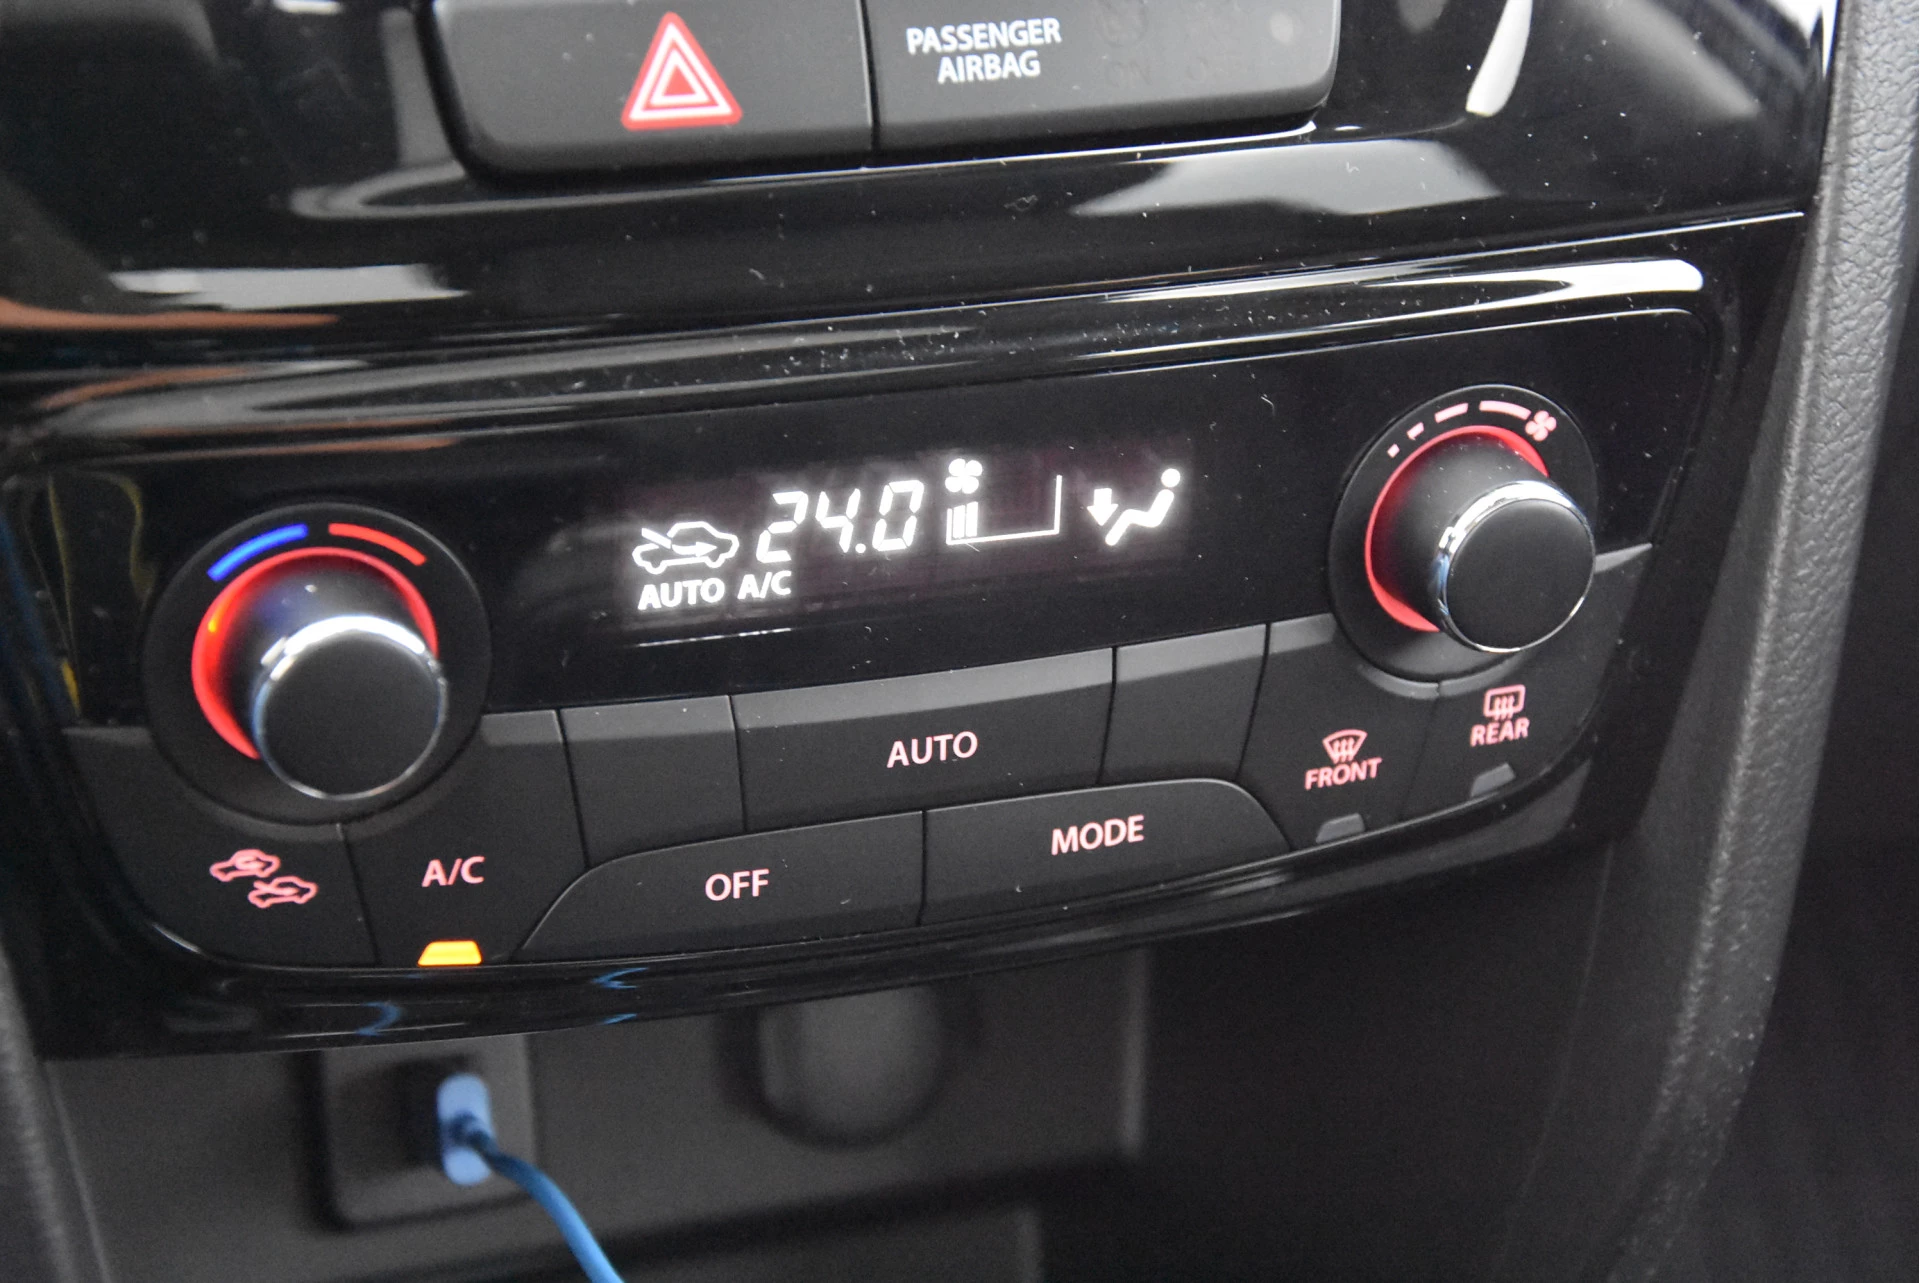 PASSENGER
AIRBAG
24.0
AUTO A/C
AUTO
REAR
FRONT
MODE
A/C
OFF